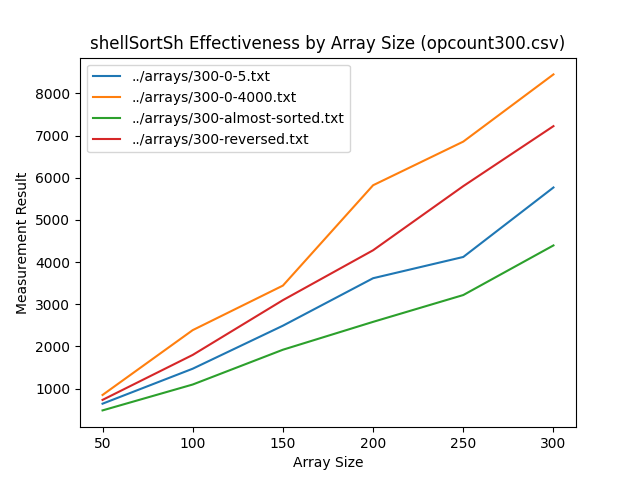 shellSortSh Effectiveness by Array Size (opcount300.csv)
../arrays/300-0-5.txt
../arrays/300-0-4000.txt
../arrays/300-almost-sorted.txt
../arrays/300-reversed.txt
8000
7000
6000
5000
4000
3000
2000
1000
Measurement Result
50 100 150 200 250 300
Array Size